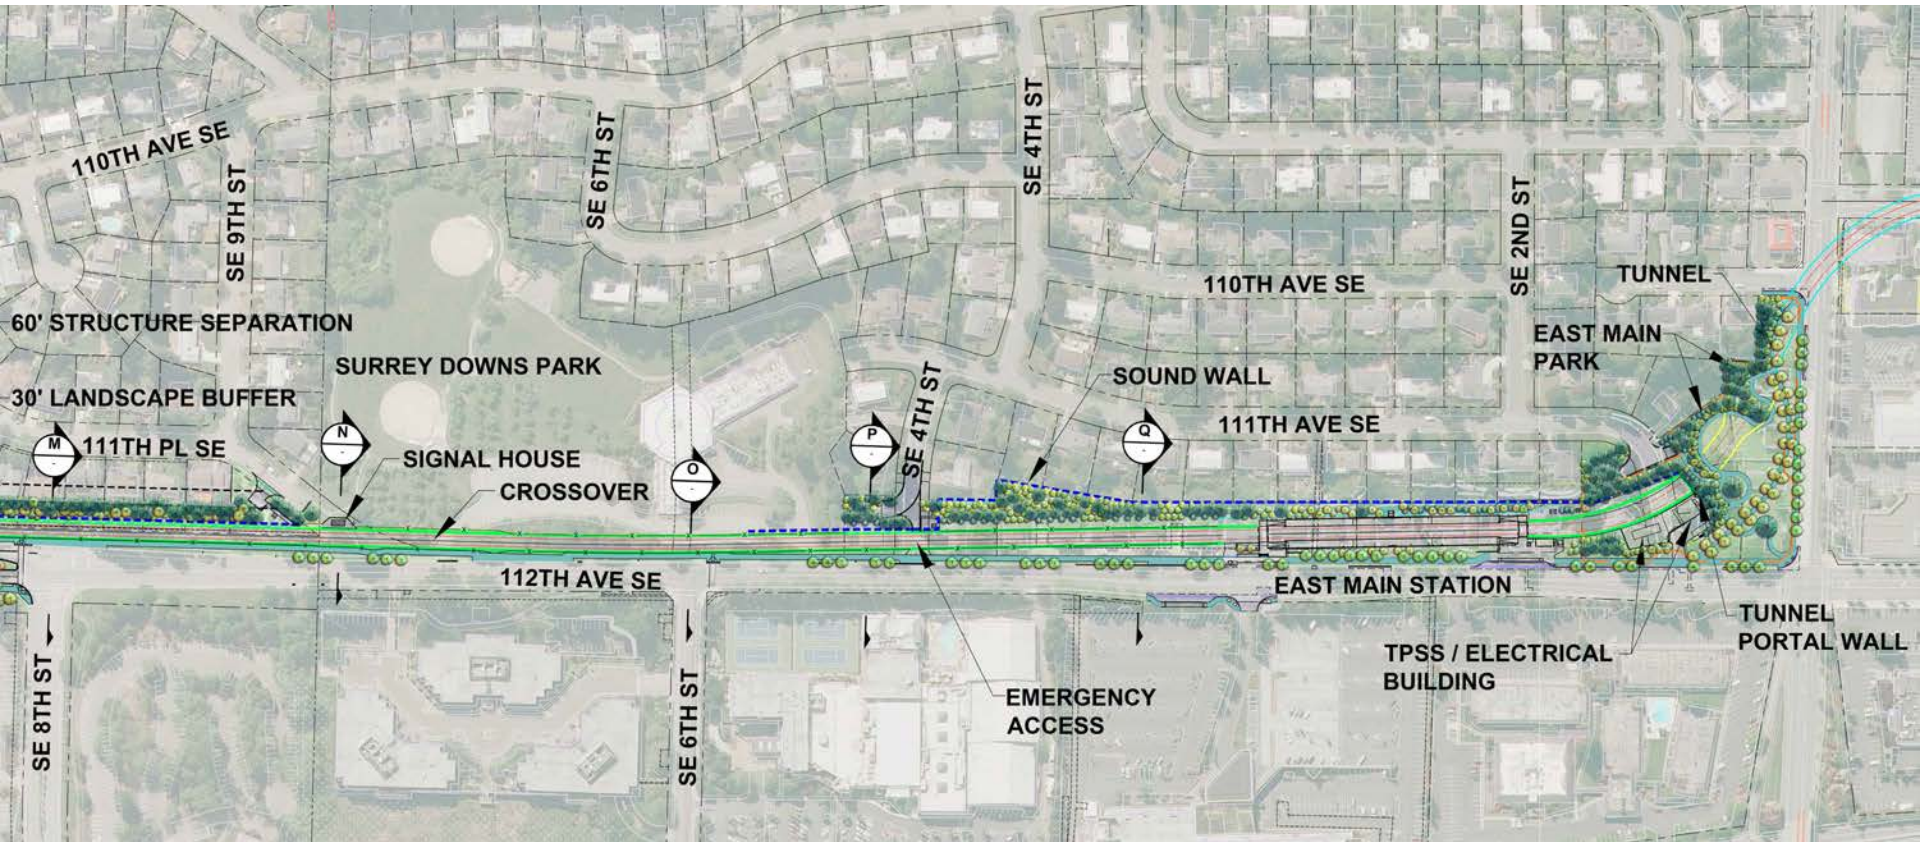 110TH AVE SE
SE 9TH ST
SE 6TH ST
SE 4TH ST
SE 2ND ST
110TH AVE SE
TUNNEL
60' STRUCTURE SEPARATION
EAST MAIN
PARK
SURREY DOWNS PARK
SE 4TH ST
SOUND WALL
30' LANDSCAPE BUFFER
111TH AVE SE
M
111TH PL SE
N
SIGNAL HOUSE
CROSSOVER
O
P
Q
112TH AVE SE
EAST MAIN STATION
TUNNEL
PORTAL WALL
TPSS / ELECTRICAL
BUILDING
SE 8TH ST
SE 6TH ST
EMERGENCY
ACCESS